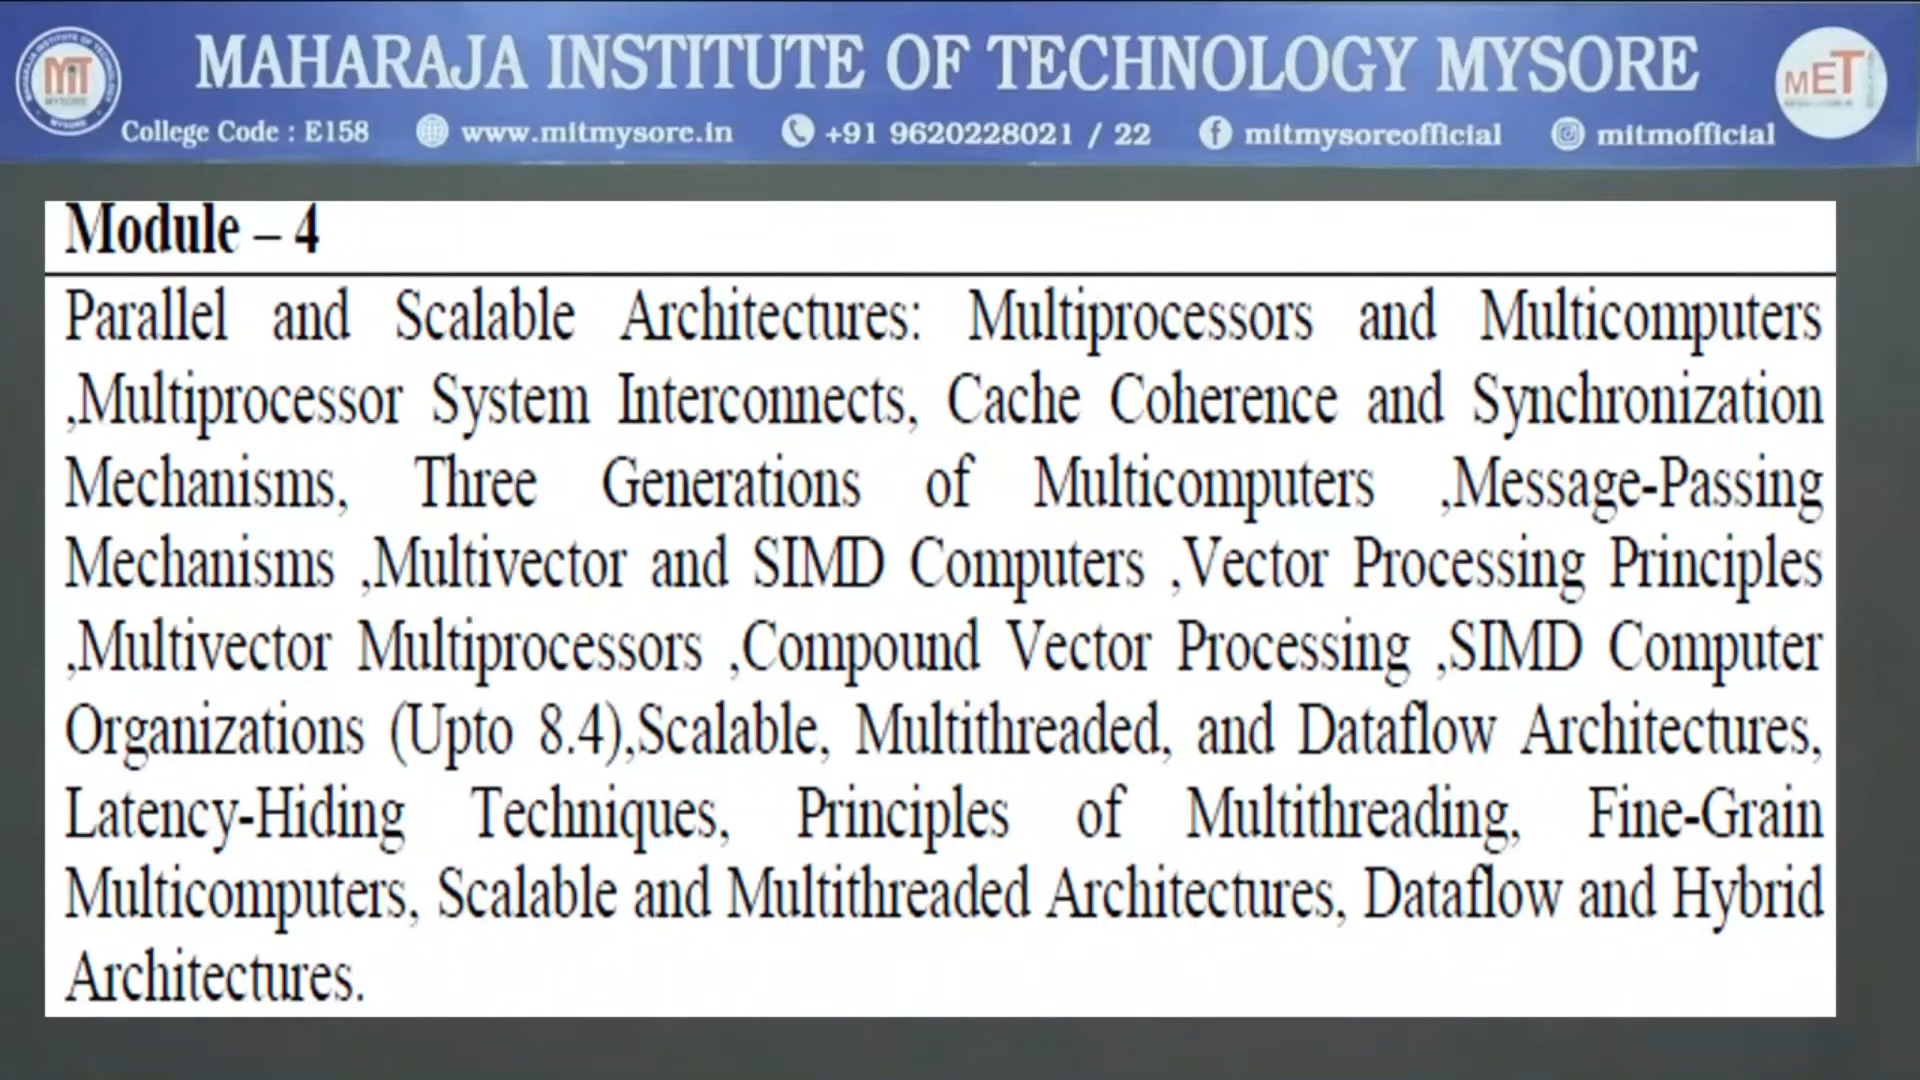 MAHARAJA INSTITUTE OF TECHNOLOGY MYSORE
MIT
MYSORE
MET
College Code : E158 www.mitmysore.in +91 9620228021 / 22 mitmysoreofficial mitmofficial
Module – 4
Parallel and Scalable Architectures: Multiprocessors and Multicomputers
,Multiprocessor System Interconnects, Cache Coherence and Synchronization
Mechanisms, Three Generations of Multicomputers ,Message-Passing
Mechanisms ,Multivector and SIMD Computers ,Vector Processing Principles
,Multivector Multiprocessors ,Compound Vector Processing ,SIMD Computer
Organizations (Upto 8.4),Scalable, Multithreaded, and Dataflow Architectures,
Latency-Hiding Techniques, Principles of Multithreading, Fine-Grain
Multicomputers, Scalable and Multithreaded Architectures, Dataflow and Hybrid
Architectures.